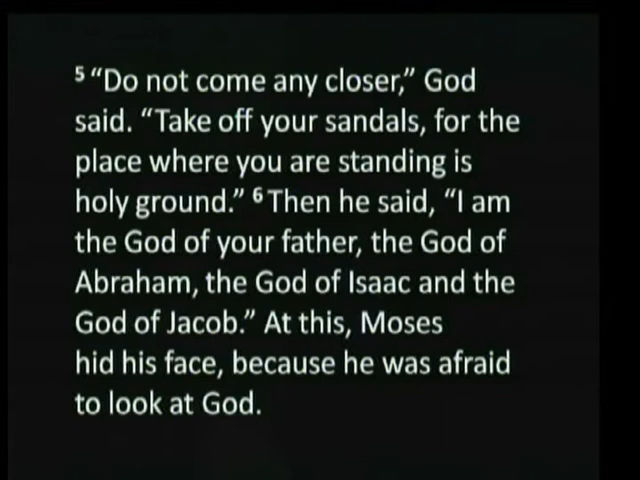 ⁵ “Do not come any closer,” God
said. “Take off your sandals, for the
place where you are standing is
holy ground.” ⁶ Then he said, “I am
the God of your father, the God of
Abraham, the God of Isaac and the
God of Jacob.” At this, Moses
hid his face, because he was afraid
to look at God.